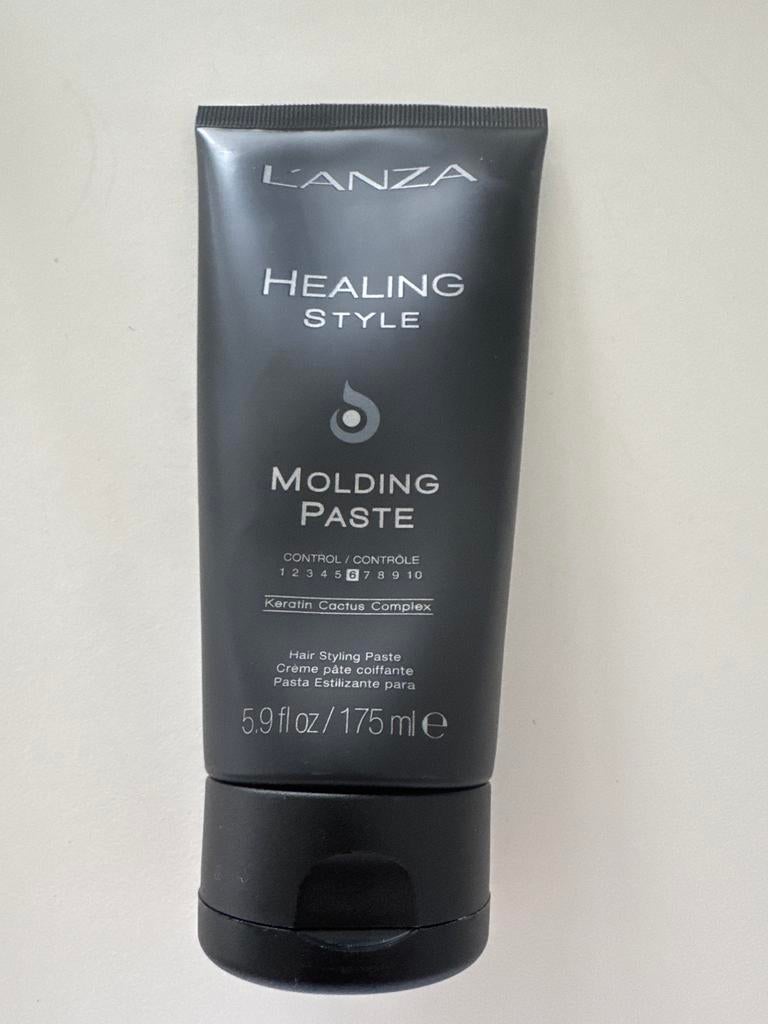 L'ANZA
HEALING
STYLE
MOLDING
PASTE
CONTROL / CONTRÔLE
1 2 3 4 5 6 7 8 9 10
Keratin Cactus Complex
Hair Styling Paste
Crème pâte coiffante
Pasta Estilizante para
5.9 fl oz / 175 ml ℮